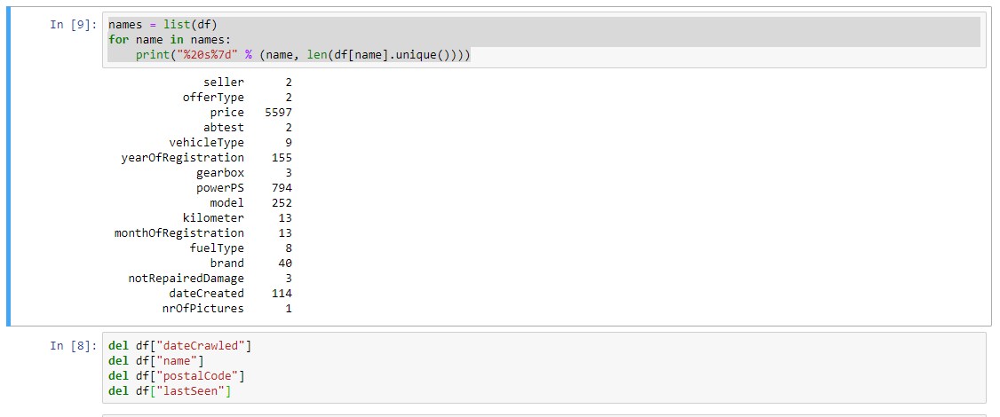 In [9]: names = list(df)
for name in names:
    print("%20s%7d" % (name, len(df[name].unique())))
seller 2
offerType 2
price 5597
abtest 2
vehicleType 9
yearOfRegistration 155
gearbox 3
powerPS 794
model 252
kilometer 13
monthOfRegistration 13
fuelType 8
brand 40
notRepairedDamage 3
dateCreated 114
nrOfPictures 1
In [8]: del df["dateCrawled"]
del df["name"]
del df["postalCode"]
del df["lastSeen"]